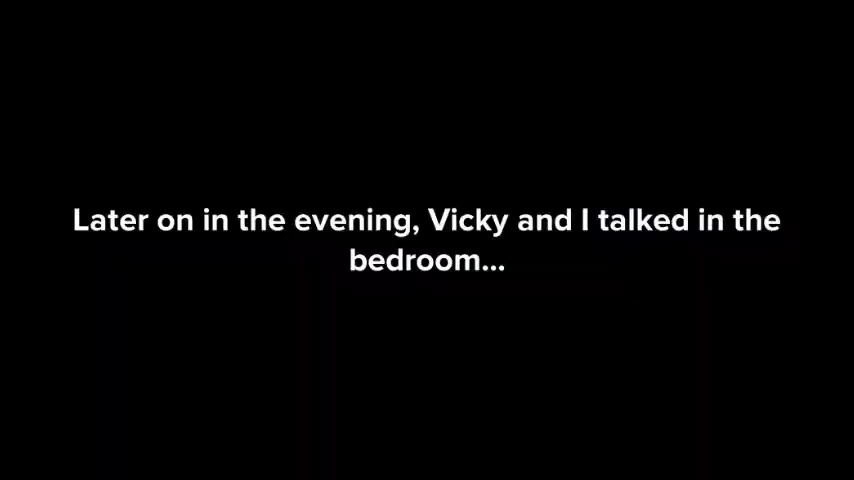 Later on in the evening, Vicky and I talked in the
bedroom...